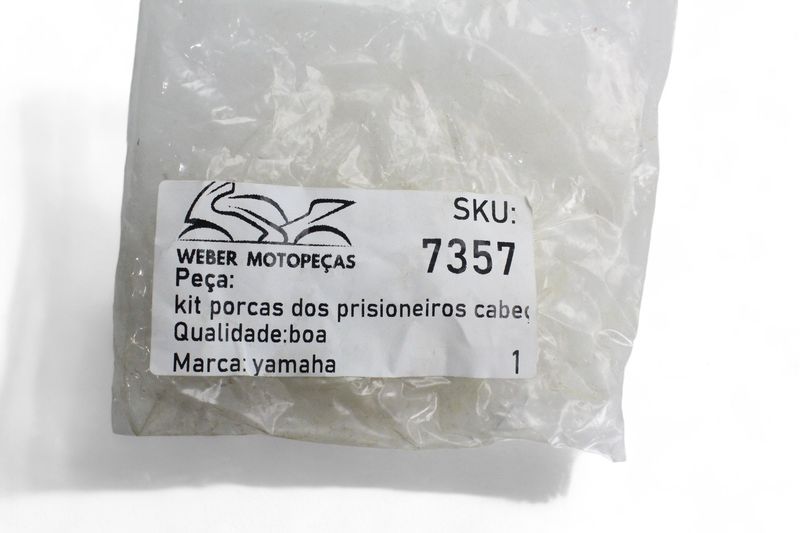 WEBER MOTOPEÇAS
SKU:
7357
Peça:
kit porcas dos prisioneiros cabeç
Qualidade:boa
Marca: yamaha
1